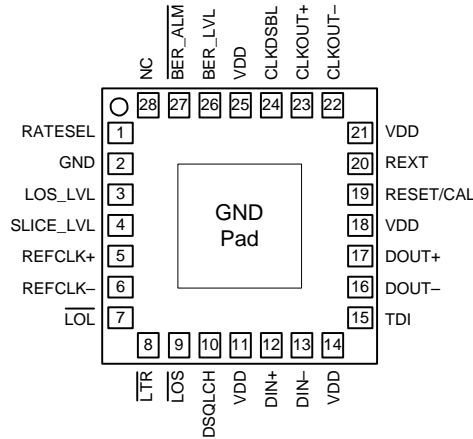 NC
BER_ALM
BER_LVL
VDD
CLKDSBL
CLKOUT+
CLKOUT–
28 27 26 25 24 23 22
RATESEL 1
GND 2
LOS_LVL 3
SLICE_LVL 4
REFCLK+ 5
REFCLK– 6
LOL 7
GND
Pad
21 VDD
20 REXT
19 RESET/CAL
18 VDD
17 DOUT+
16 DOUT–
15 TDI
8 9 10 11 12 13 14
LTR
LOS
DSQLCH
VDD
DIN+
DIN–
VDD